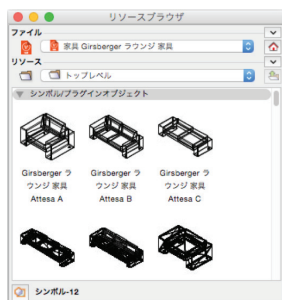 リソースブラウザ
ファイル
家具 Girsberger ラウンジ 家具
リソース
トップレベル
シンボル/プラグインオブジェクト
Girsberger ラ
ウンジ 家具
Attesa A
Girsberger ラ
ウンジ 家具
Attesa B
Girsberger ラ
ウンジ 家具
Attesa C
シンボル-12